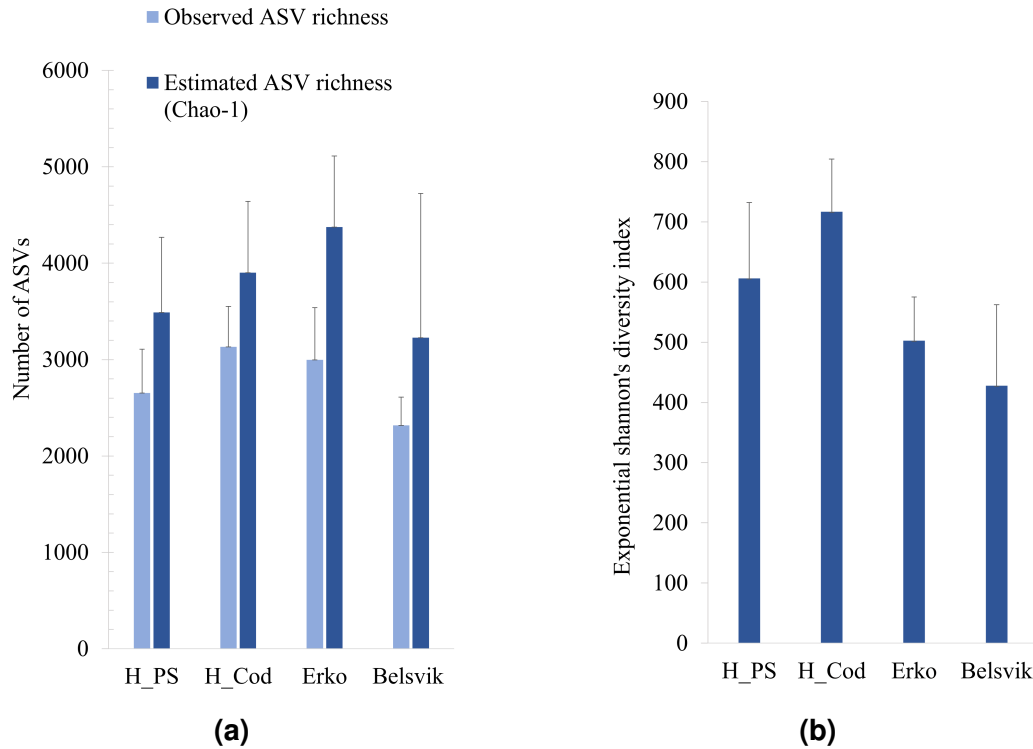 Observed ASV richness
Estimated ASV richness
(Chao-1)
Number of ASVs
6000
5000
4000
3000
2000
1000
0
H_PS H_Cod Erko Belsvik
(a)
Exponential shannon's diversity index
900
800
700
600
500
400
300
200
100
0
H_PS H_Cod Erko Belsvik
(b)